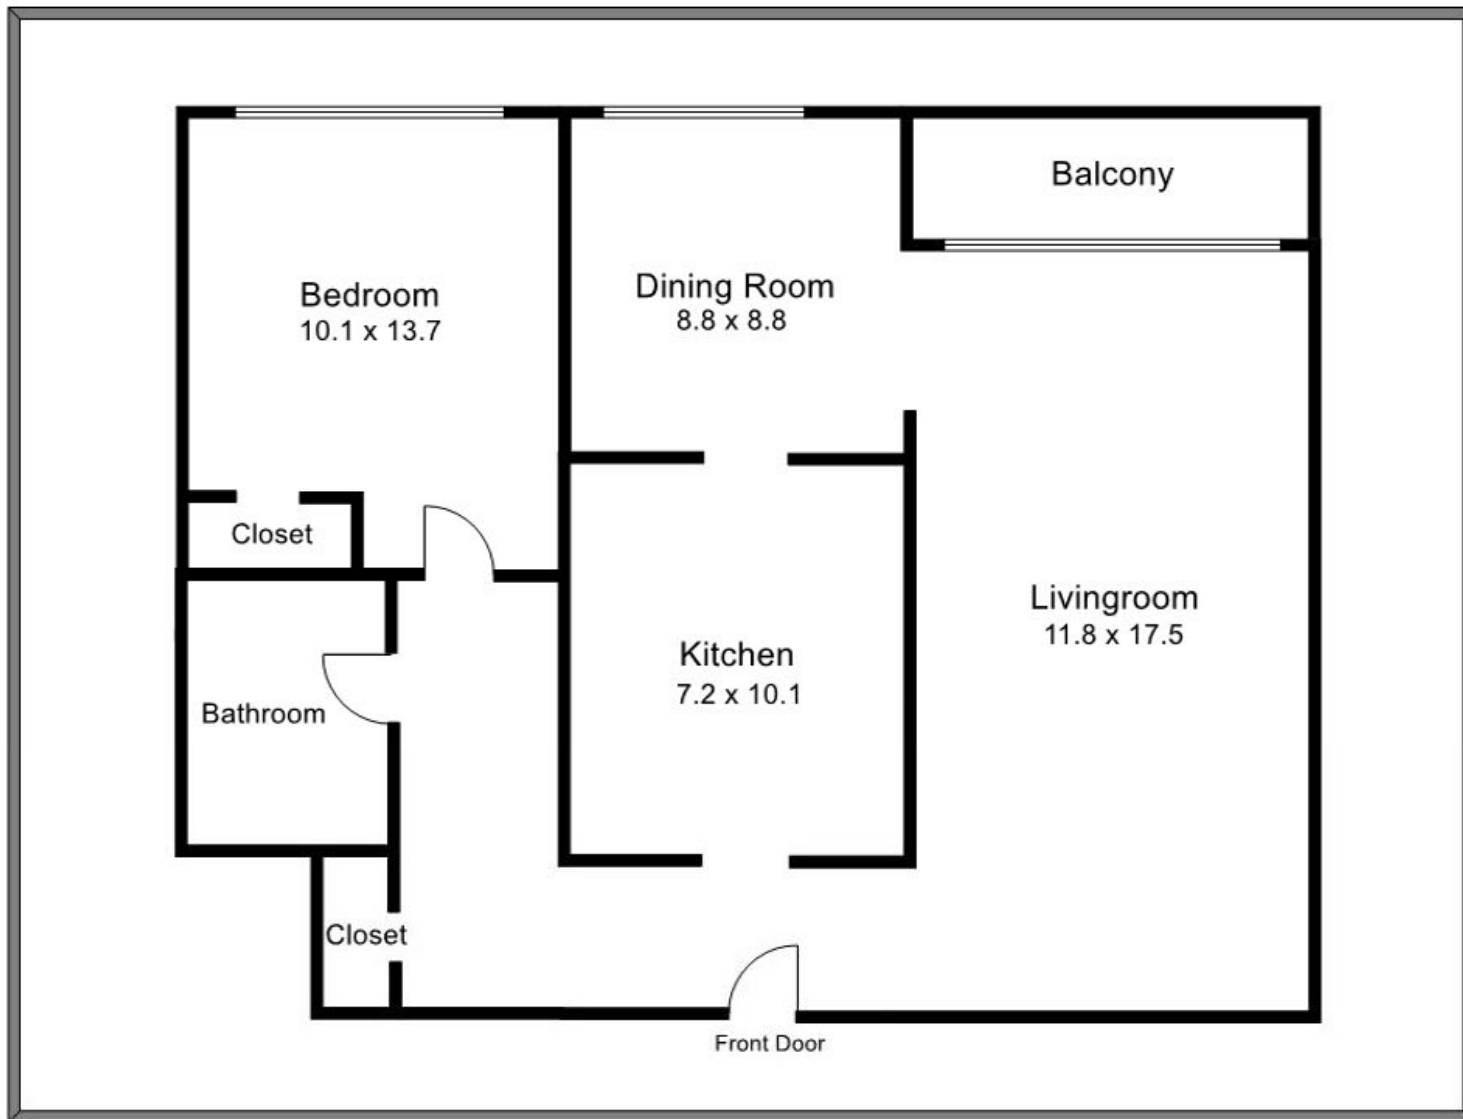 Balcony
Bedroom
10.1 x 13.7
Dining Room
8.8 x 8.8
Closet
Livingroom
11.8 x 17.5
Kitchen
7.2 x 10.1
Bathroom
Closet
Front Door